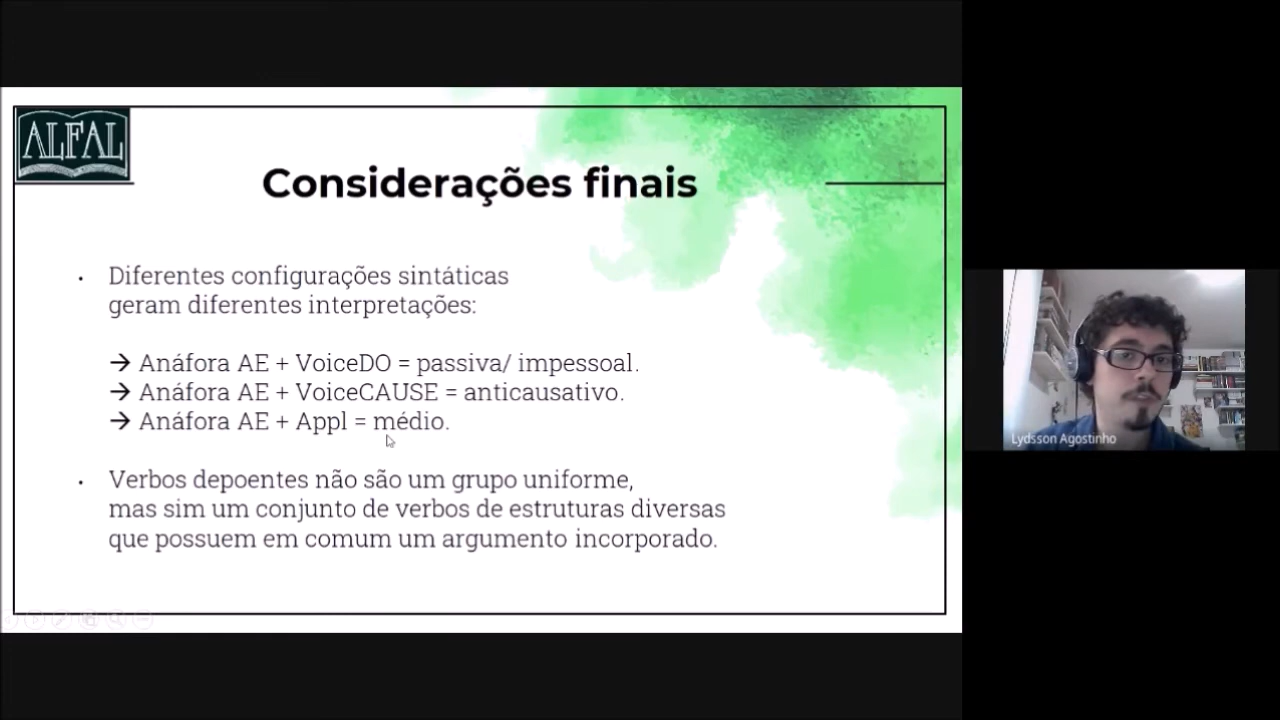 ALFAL
Considerações finais
• Diferentes configurações sintáticas
geram diferentes interpretações:
→ Anáfora AE + VoiceDO = passiva/ impessoal.
→ Anáfora AE + VoiceCAUSE = anticausativo.
→ Anáfora AE + Appl = médio.
• Verbos depoentes não são um grupo uniforme,
mas sim um conjunto de verbos de estruturas diversas
que possuem em comum um argumento incorporado.
Lydsson Agostinho